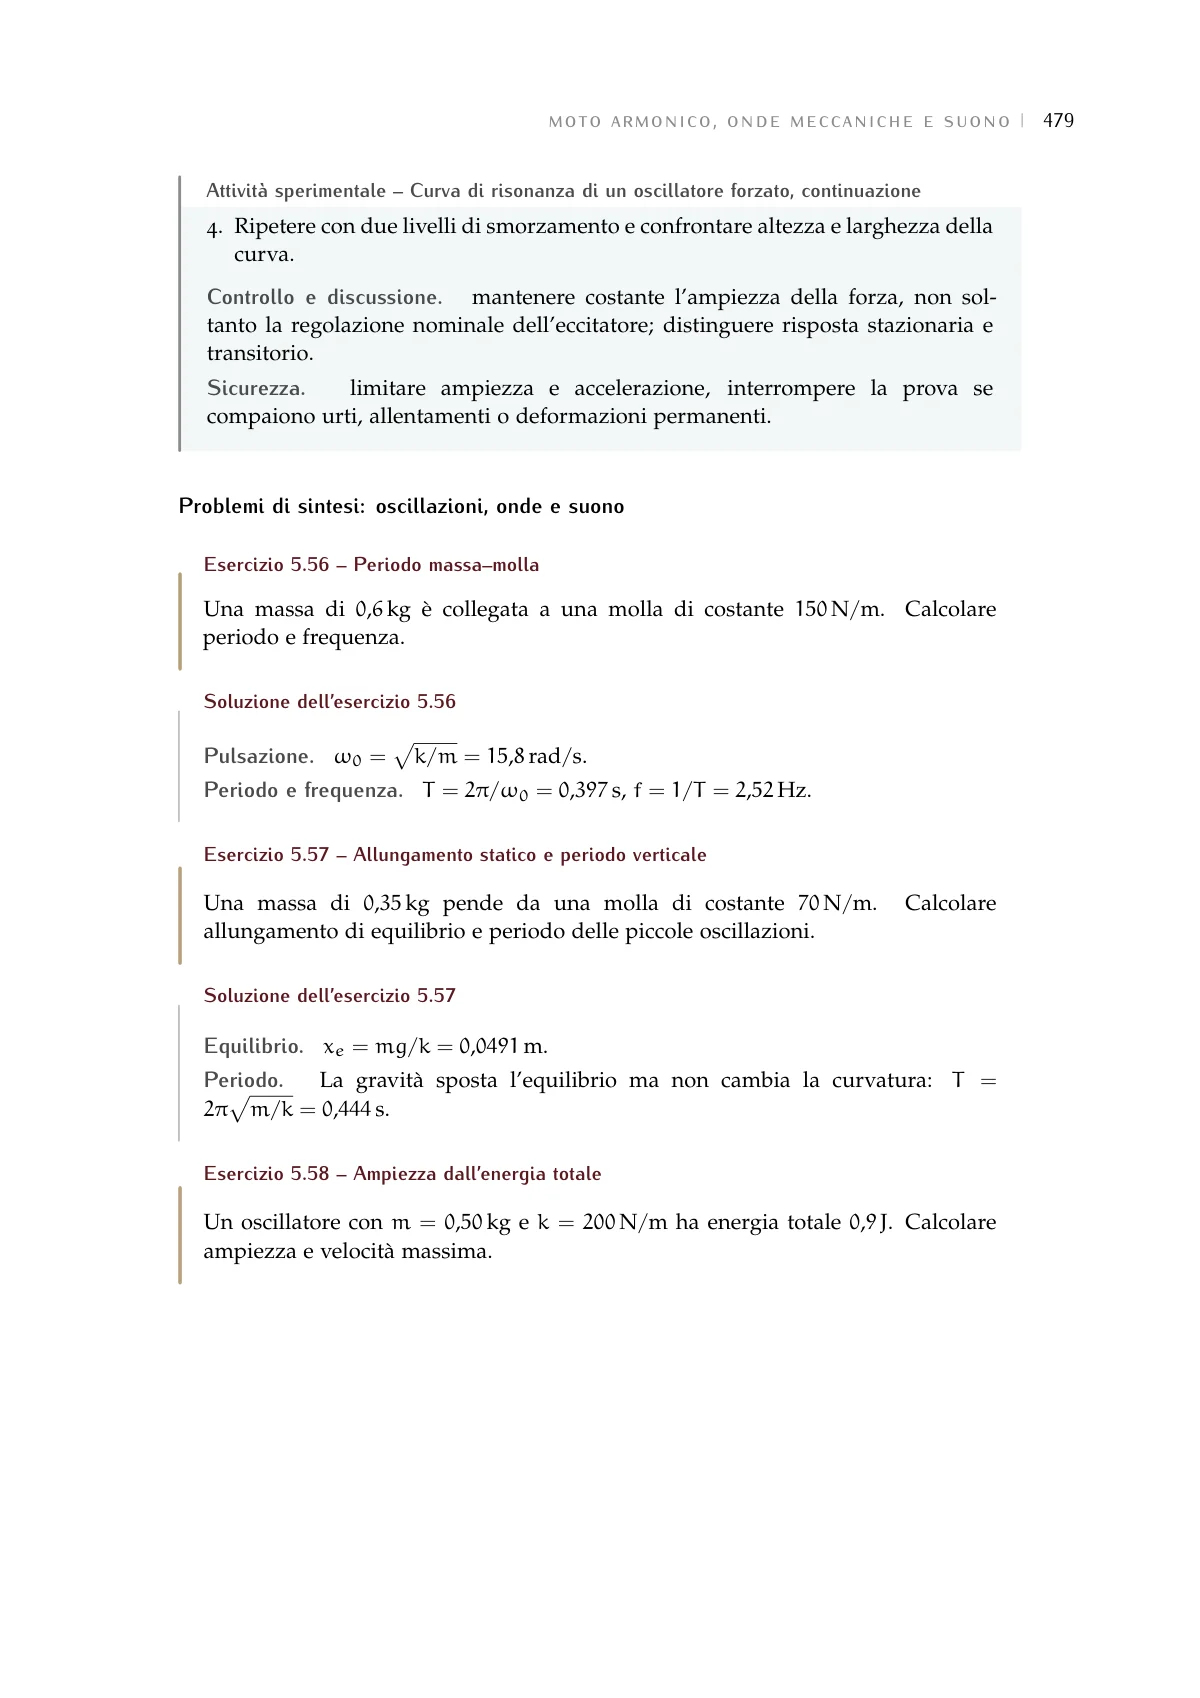 MOTO ARMONICO, ONDE MECCANICHE E SUONO | 479
Attività sperimentale – Curva di risonanza di un oscillatore forzato, continuazione
4. Ripetere con due livelli di smorzamento e confrontare altezza e larghezza della
curva.
Controllo e discussione. mantenere costante l'ampiezza della forza, non sol-
tanto la regolazione nominale dell'eccitatore; distinguere risposta stazionaria e
transitorio.
Sicurezza. limitare ampiezza e accelerazione, interrompere la prova se
compaiono urti, allentamenti o deformazioni permanenti.
Problemi di sintesi: oscillazioni, onde e suono
Esercizio 5.56 – Periodo massa–molla
Una massa di 0,6 kg è collegata a una molla di costante 150 N/m. Calcolare
periodo e frequenza.
Soluzione dell'esercizio 5.56
Pulsazione. ω₀ = √k/m = 15,8 rad/s.
Periodo e frequenza. T = 2π/ω₀ = 0,397 s, f = 1/T = 2,52 Hz.
Esercizio 5.57 – Allungamento statico e periodo verticale
Una massa di 0,35 kg pende da una molla di costante 70 N/m. Calcolare
allungamento di equilibrio e periodo delle piccole oscillazioni.
Soluzione dell'esercizio 5.57
Equilibrio. xₑ = mg/k = 0,0491 m.
Periodo. La gravità sposta l'equilibrio ma non cambia la curvatura: T =
2π√m/k = 0,444 s.
Esercizio 5.58 – Ampiezza dall'energia totale
Un oscillatore con m = 0,50 kg e k = 200 N/m ha energia totale 0,9 J. Calcolare
ampiezza e velocità massima.